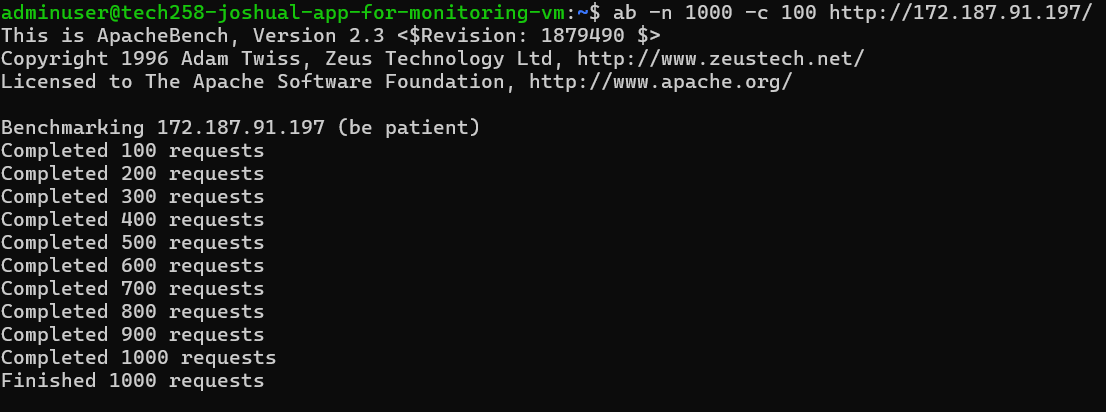 adminuser@tech258-joshual-app-for-monitoring-vm:~$ ab -n 1000 -c 100 http://172.187.91.197/
This is ApacheBench, Version 2.3 <$Revision: 1879490 $>
Copyright 1996 Adam Twiss, Zeus Technology Ltd, http://www.zeustech.net/
Licensed to The Apache Software Foundation, http://www.apache.org/

Benchmarking 172.187.91.197 (be patient)
Completed 100 requests
Completed 200 requests
Completed 300 requests
Completed 400 requests
Completed 500 requests
Completed 600 requests
Completed 700 requests
Completed 800 requests
Completed 900 requests
Completed 1000 requests
Finished 1000 requests